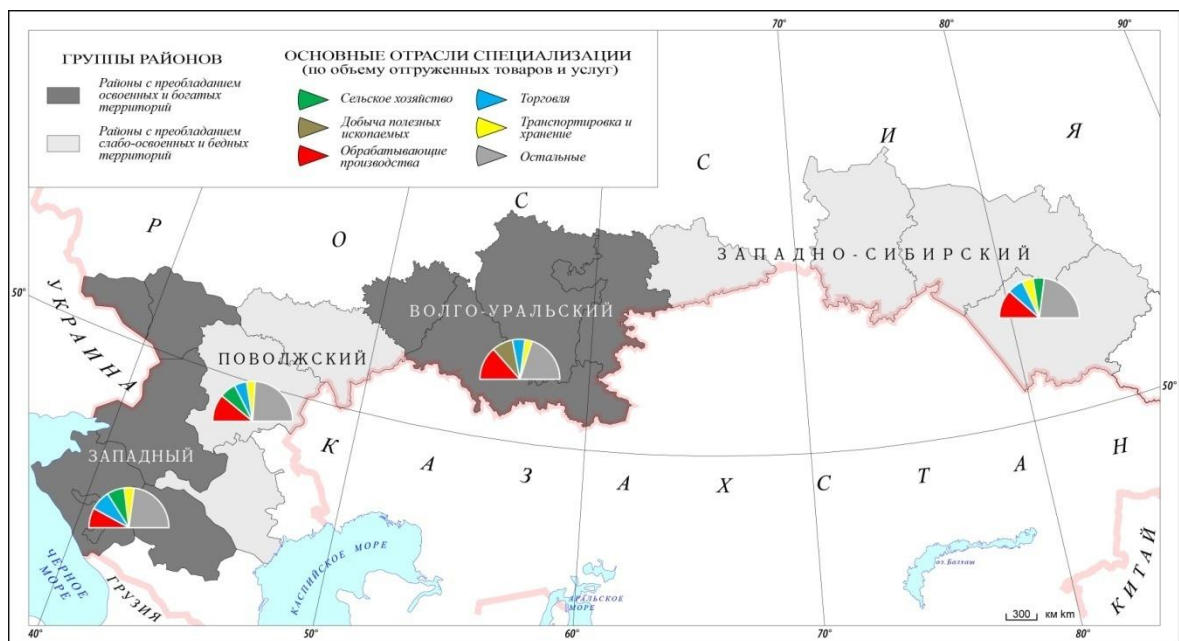 70°
80°
90°
ГРУППЫ РАЙОНОВ
Районы с преобладанием
освоенных и богатых
территорий
Районы с преобладанием
слабо-освоенных и бедных
территорий
ОСНОВНЫЕ ОТРАСЛИ СПЕЦИАЛИЗАЦИИ
(по объему отгруженных товаров и услуг)
Сельское хозяйство
Добыча полезных
ископаемых
Обрабатывающие
производства
Торговля
Транспортировка и
хранение
Остальные
РОССИЯ
50°
УКРАИНА
ЗАПАДНО-СИБИРСКИЙ
ВОЛГО-УРАЛЬСКИЙ
ПОВОЛЖСКИЙ
ЗАПАДНЫЙ
50°
КАЗАХСТАН
КИТАЙ
ЧЁРНОЕ
МОРЕ
ГРУЗИЯ
КАСПИЙСКОЕ МОРЕ
АРАЛЬСКОЕ
МОРЕ
оз.Балхаш
300 км km
40°
50°
60°
70°
80°